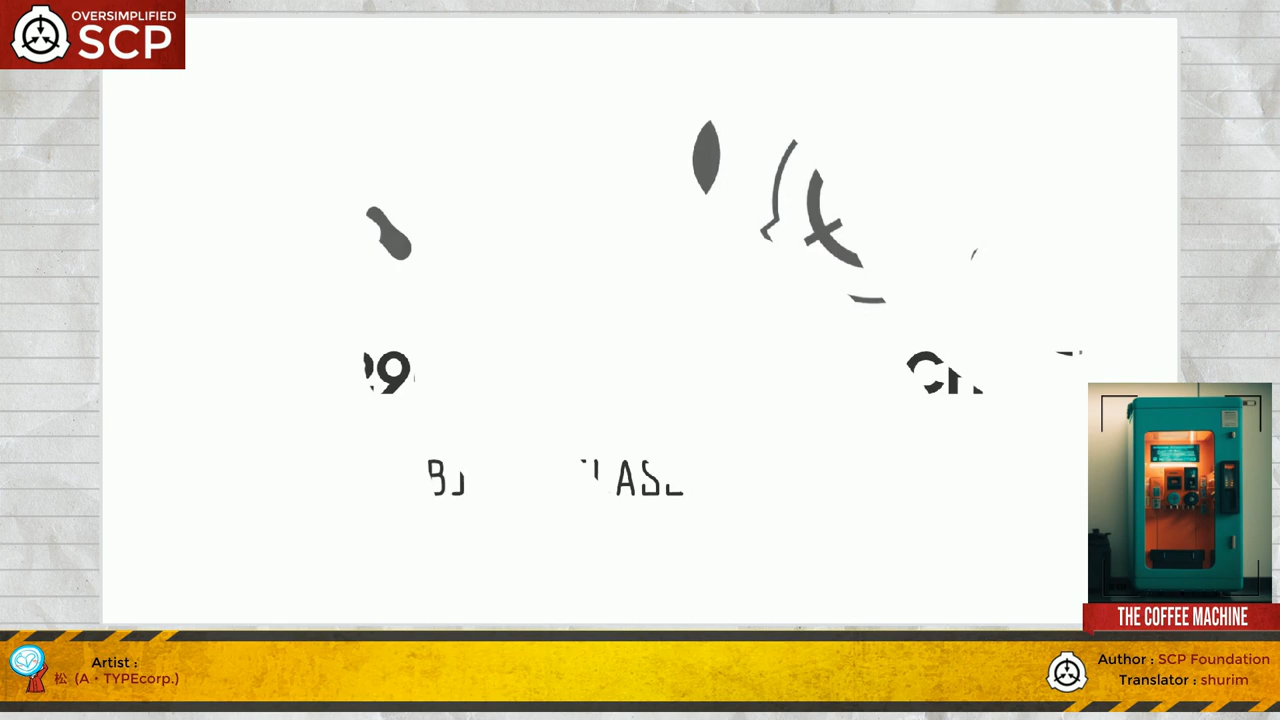 OVERSIMPLIFIED
SCP
THE COFFEE MACHINE
Artist :
松 (A・TYPEcorp.)
Author : SCP Foundation
Translator : shurim